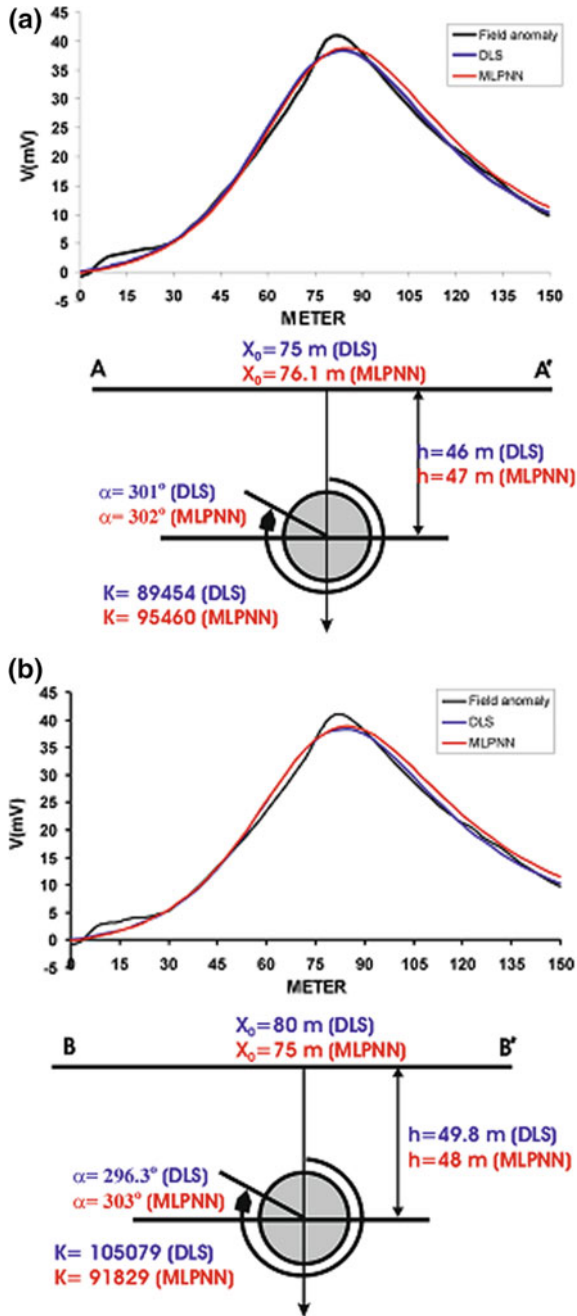 (a)
45
40
35
30
25
20
15
10
5
0
-5
V(mV)
Field anomaly
DLS
MLPNN
0 15 30 45 60 75 90 105 120 135 150
METER
A
X₀= 75 m (DLS)
X₀= 76.1 m (MLPNN)
A'
h=46 m (DLS)
h=47 m (MLPNN)
α= 301° (DLS)
α= 302° (MLPNN)
K= 89454 (DLS)
K= 95460 (MLPNN)
(b)
45
40
35
30
25
20
15
10
5
0
-5
V(mV)
Field anomaly
DLS
MLPNN
0 15 30 45 60 75 90 105 120 135 150
METER
B
X₀= 80 m (DLS)
X₀= 75 m (MLPNN)
B'
h=49.8 m (DLS)
h=48 m (MLPNN)
α= 296.3° (DLS)
α= 303° (MLPNN)
K= 105079 (DLS)
K= 91829 (MLPNN)